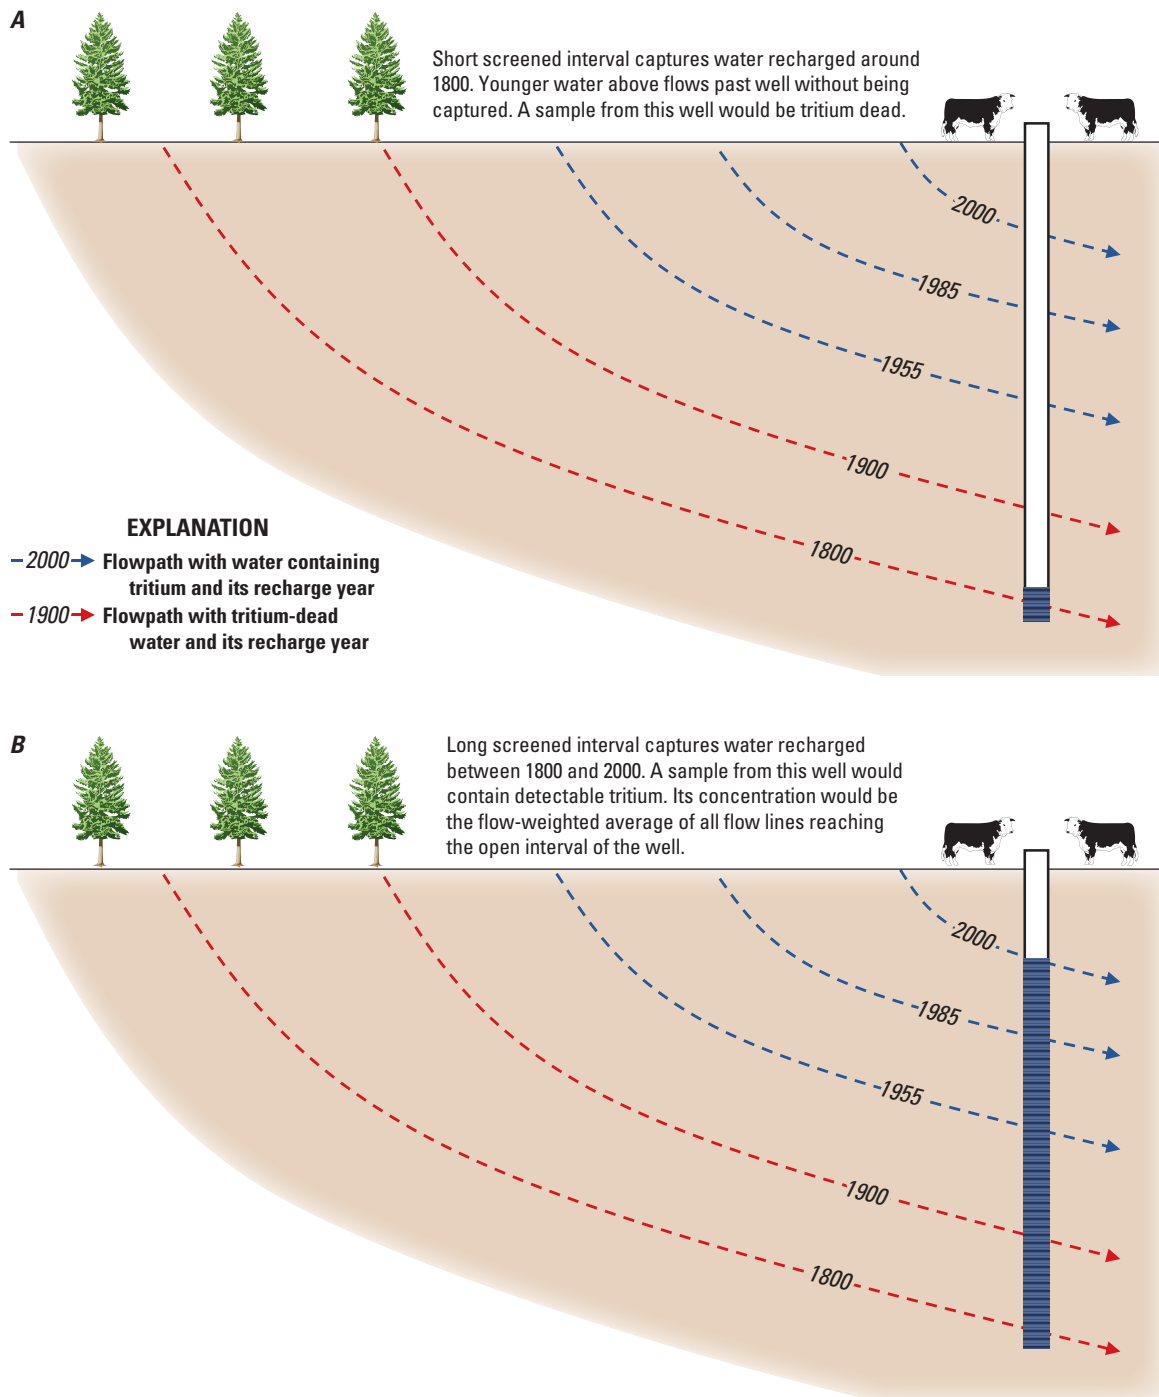 A
Short screened interval captures water recharged around
1800. Younger water above flows past well without being
captured. A sample from this well would be tritium dead.
2000
1985
1955
1900
1800
EXPLANATION
2000 Flowpath with water containing
tritium and its recharge year
1900 Flowpath with tritium-dead
water and its recharge year
B
Long screened interval captures water recharged
between 1800 and 2000. A sample from this well would
contain detectable tritium. Its concentration would be
the flow-weighted average of all flow lines reaching
the open interval of the well.
2000
1985
1955
1900
1800